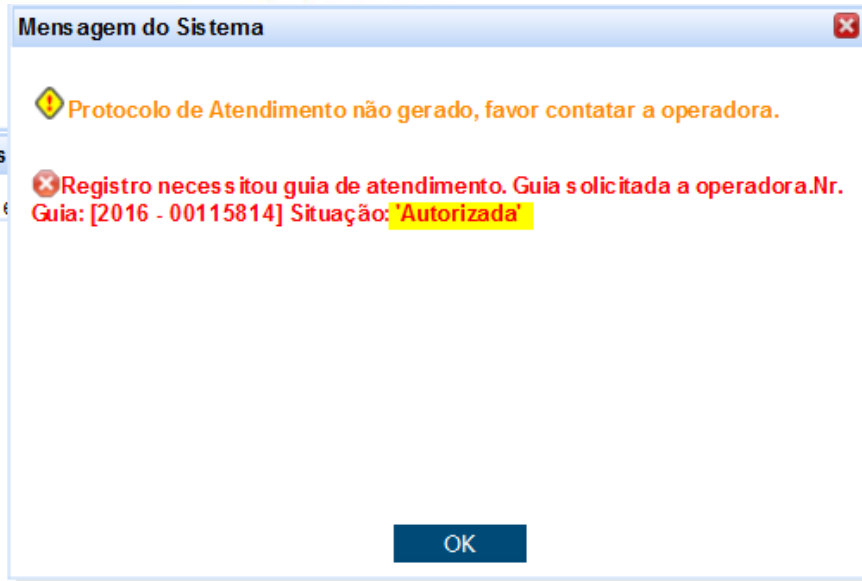 Mensagem do Sistema
Protocolo de Atendimento não gerado, favor contatar a operadora.
s
Registro necessitou guia de atendimento. Guia solicitada a operadora.Nr.
Guia: [2016 - 00115814] Situação: 'Autorizada'
OK